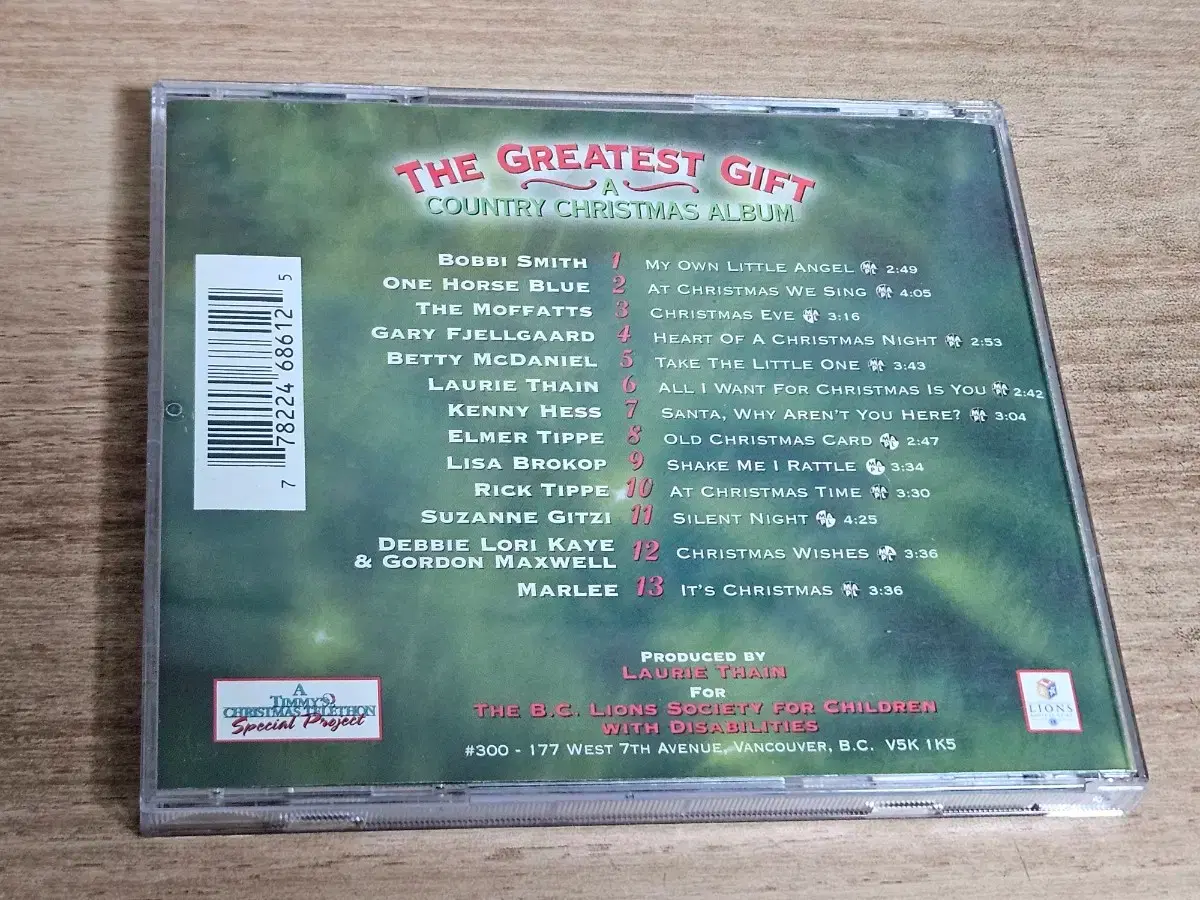 THE GREATEST GIFT
A
COUNTRY CHRISTMAS ALBUM
BOBBI SMITH 1 MY OWN LITTLE ANGEL 2:49
ONE HORSE BLUE 2 AT CHRISTMAS WE SING 4:05
THE MOFFATTS 3 CHRISTMAS EVE 3:16
GARY FJELLGAARD 4 HEART OF A CHRISTMAS NIGHT 2:53
BETTY MCDANIEL 5 TAKE THE LITTLE ONE 3:43
LAURIE THAIN 6 ALL I WANT FOR CHRISTMAS IS YOU 2:42
KENNY HESS 7 SANTA, WHY AREN'T YOU HERE? 3:04
ELMER TIPPE 8 OLD CHRISTMAS CARD 2:47
LISA BROKOP 9 SHAKE ME I RATTLE 3:34
RICK TIPPE 10 AT CHRISTMAS TIME 3:30
SUZANNE GITZI 11 SILENT NIGHT 4:25
DEBBIE LORI KAYE
& GORDON MAXWELL 12 CHRISTMAS WISHES 3:36
MARLEE 13 IT'S CHRISTMAS 3:36
7 78224 68612 5
PRODUCED BY
LAURIE THAIN
FOR
THE B.C. LIONS SOCIETY FOR CHILDREN
WITH DISABILITIES
#300 - 177 WEST 7TH AVENUE, VANCOUVER, B.C. V5K 1K5
A
TIMMY'S
CHRISTMAS TELETHON
Special Project
LIONS